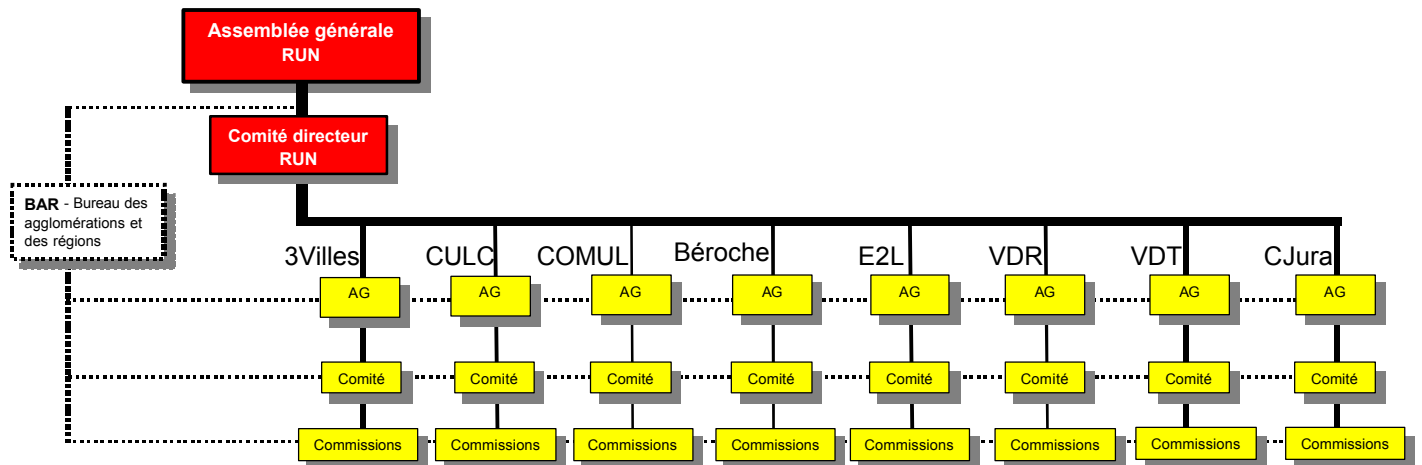 Assemblée générale
RUN
Comité directeur
RUN
BAR - Bureau des
agglomérations et
des régions
3Villes CULC COMUL Béroche E2L VDR VDT CJura
AG AG AG AG AG AG AG AG
Comité Comité Comité Comité Comité Comité Comité Comité
Commissions Commissions Commissions Commissions Commissions Commissions Commissions Commissions